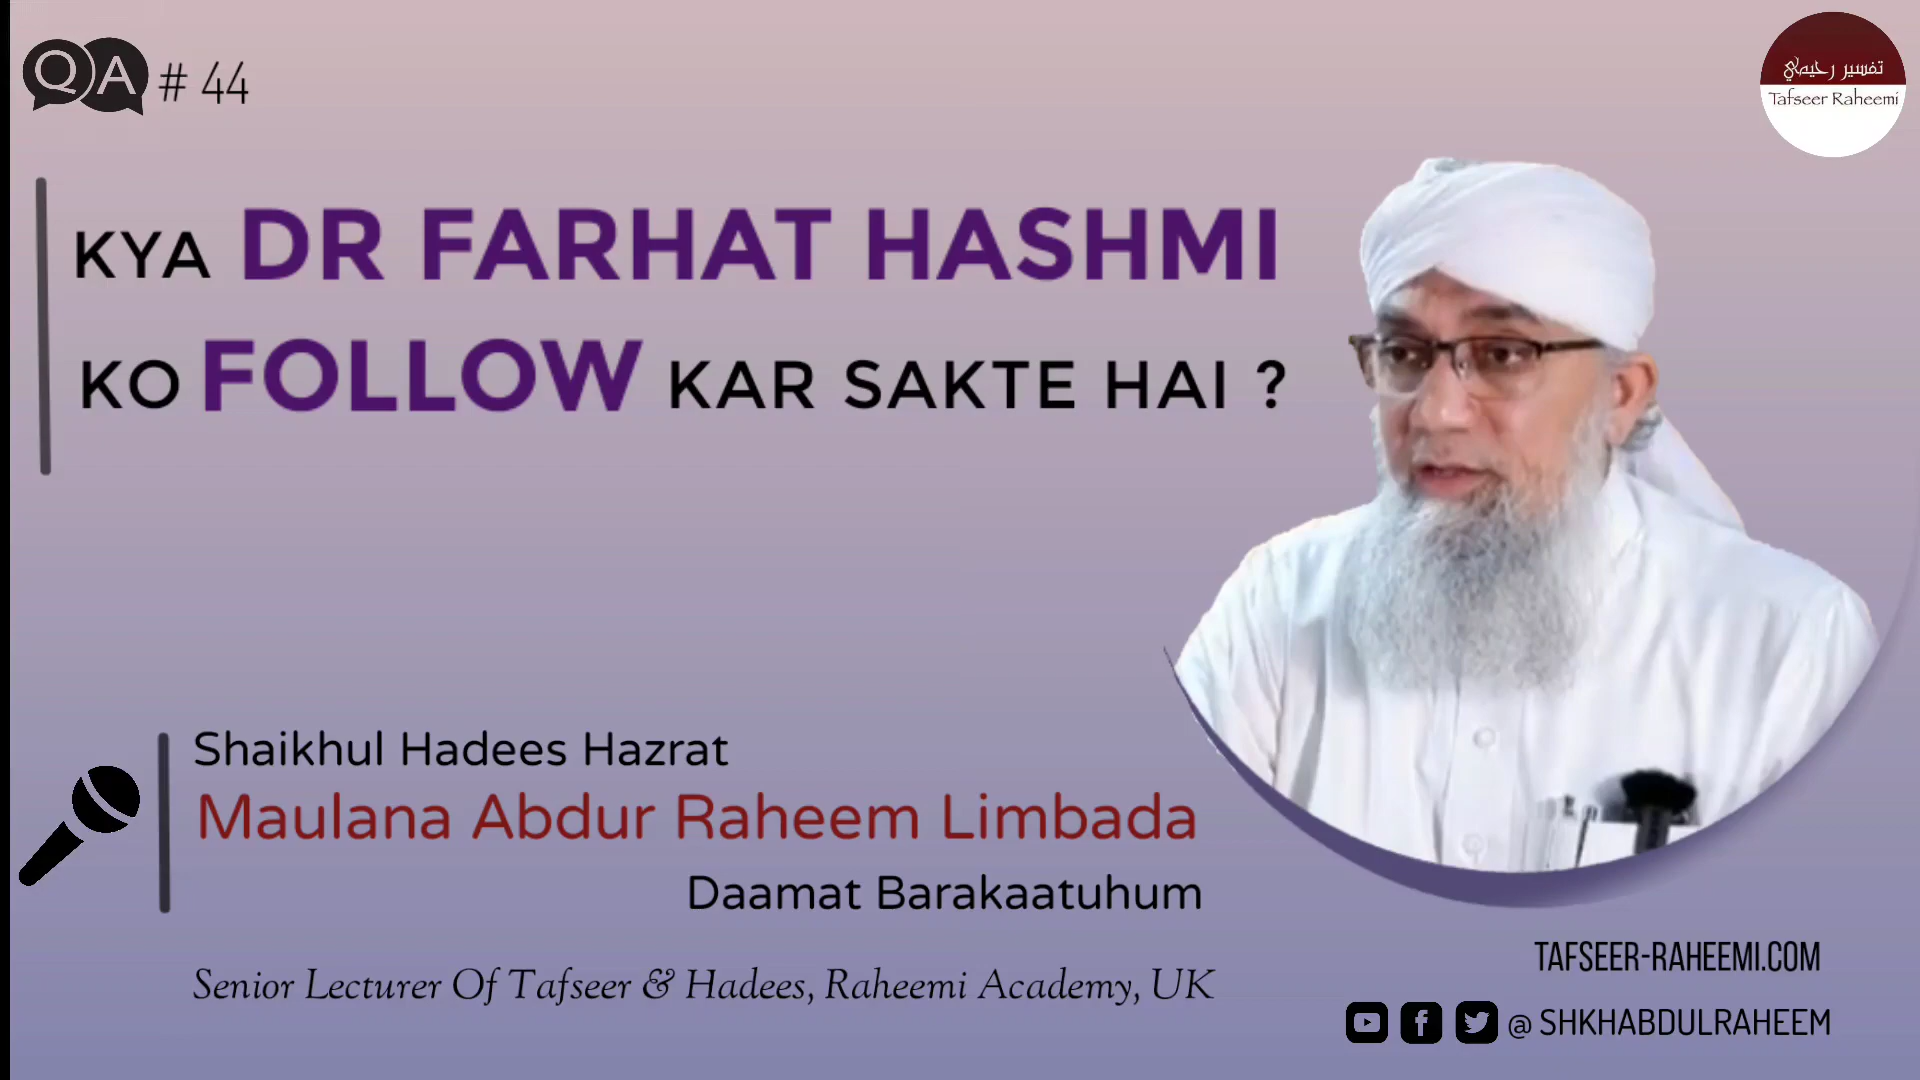 QA # 44
تفسير رحيمي
Tafseer Raheemi
KYA DR FARHAT HASHMI
KO FOLLOW KAR SAKTE HAI ?
Shaikhul Hadees Hazrat
Maulana Abdur Raheem Limbada
Daamat Barakaatuhum
Senior Lecturer Of Tafseer & Hadees, Raheemi Academy, UK
TAFSEER-RAHEEMI.COM
@ SHKHABDULRAHEEM